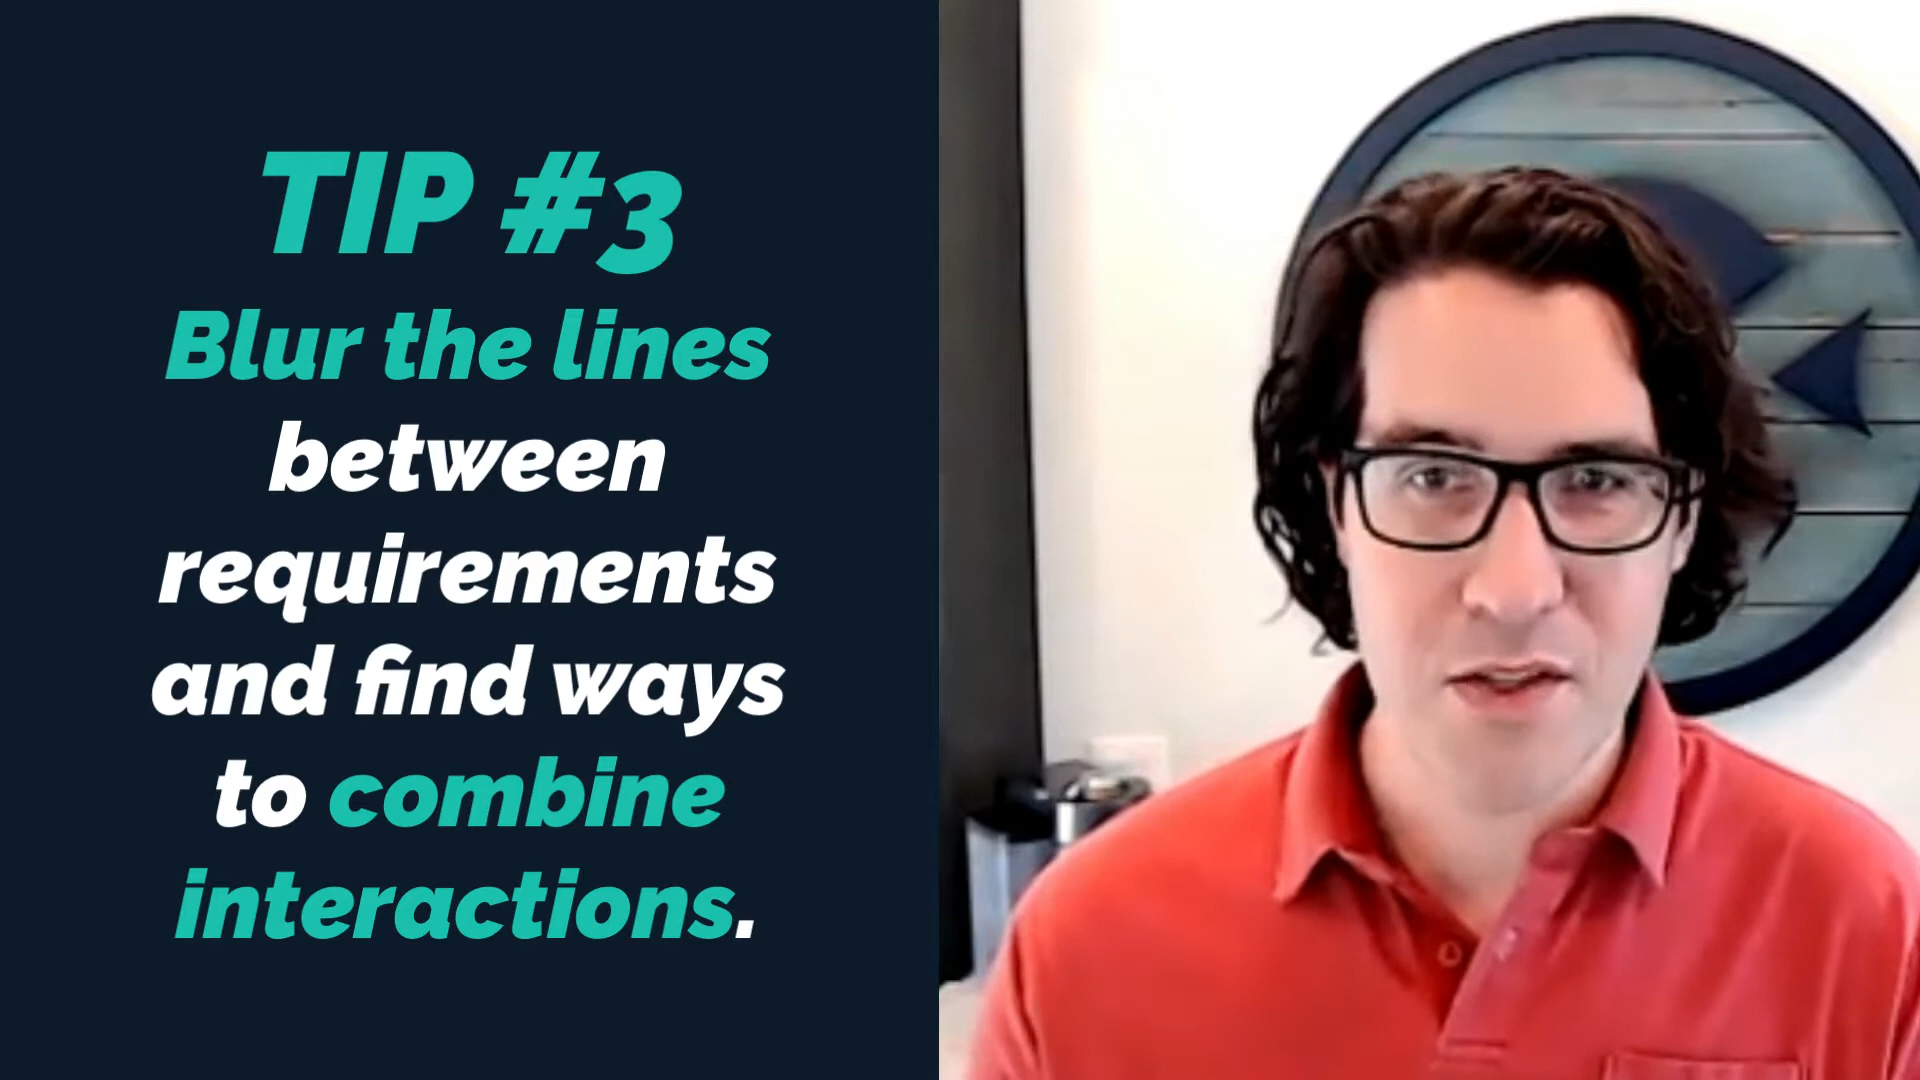 TIP #3
Blur the lines
between
requirements
and find ways
to combine
interactions.